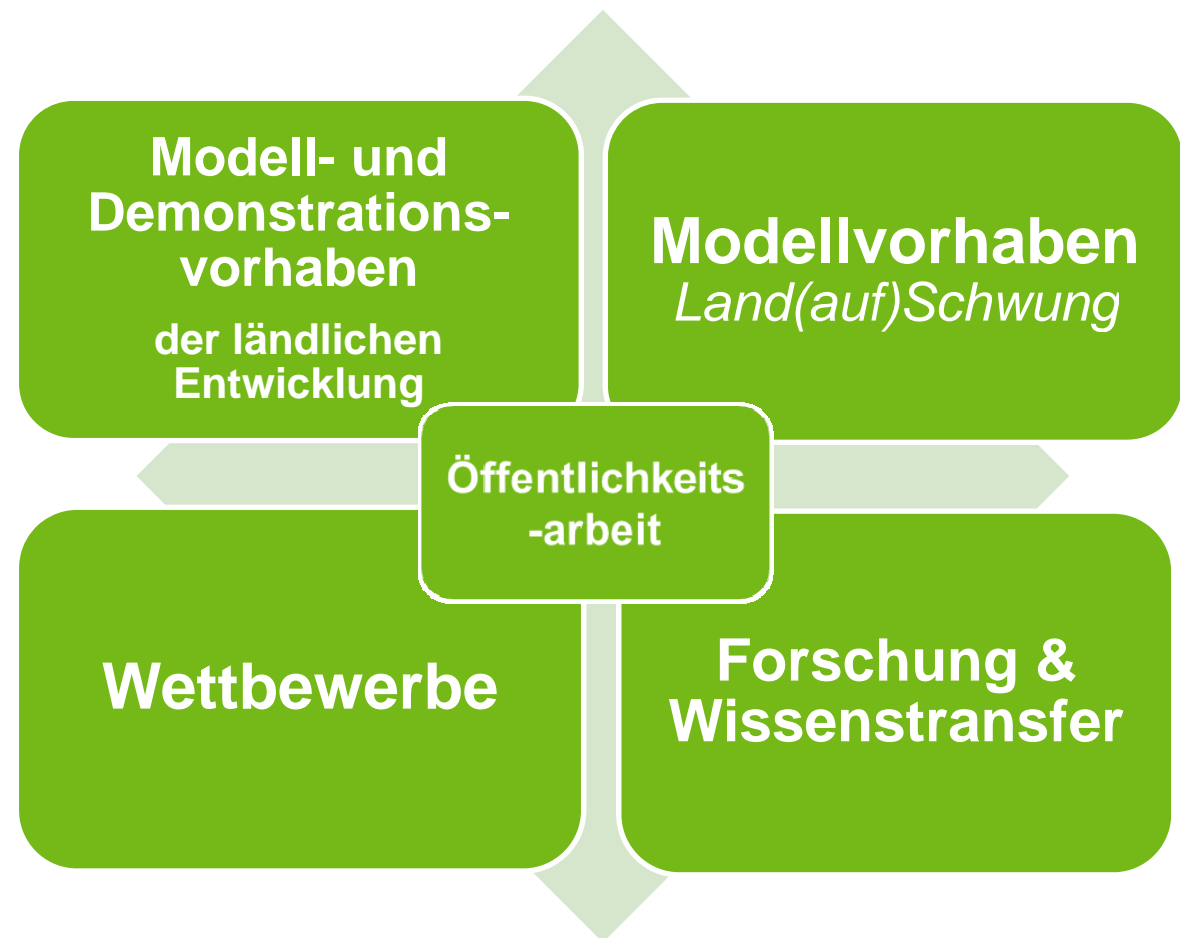 Modell- und
Demonstrations-
vorhaben
der ländlichen
Entwicklung
Modellvorhaben
Land(auf)Schwung
Öffentlichkeits
-arbeit
Wettbewerbe
Forschung &
Wissenstransfer